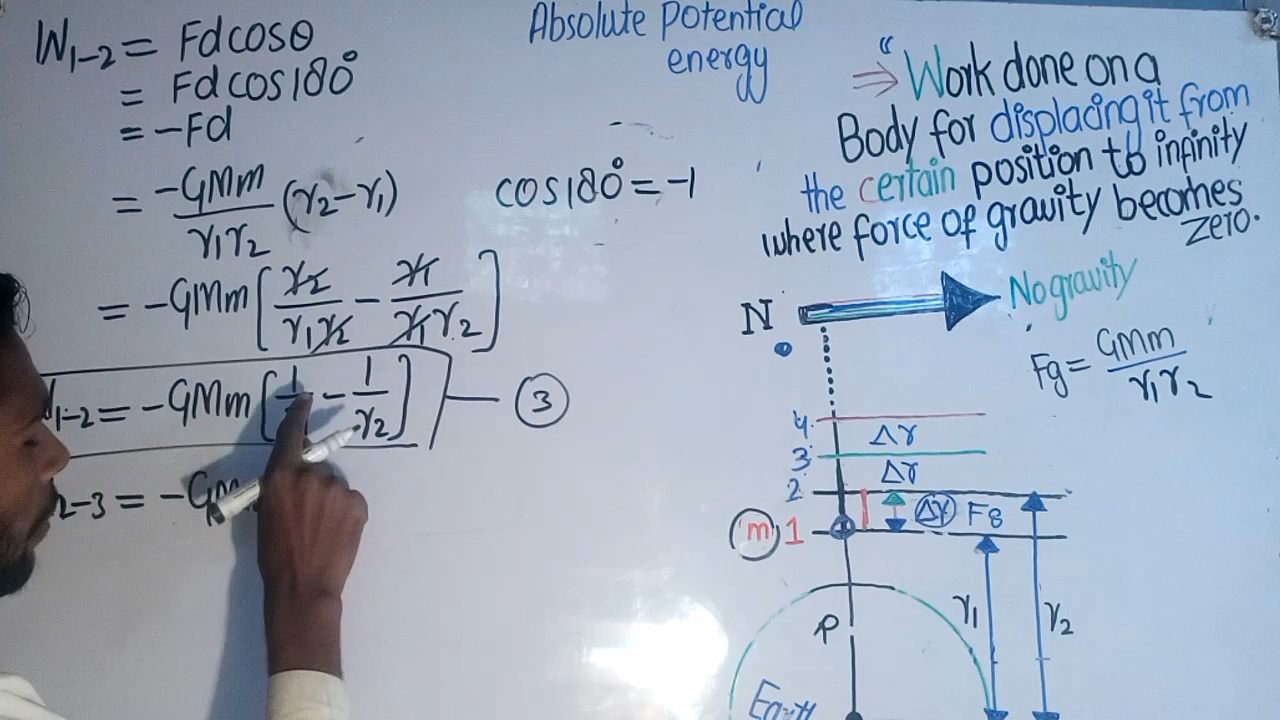 W1-2 = Fdcosθ
= Fdcos180°
= -Fd
= -GMm/r1r2 (r2-r1)
= -GMm[r2/r1r2 - r1/r1r2]
1-2 = -GMm[1/ - 1/r2] — 3
2-3 = -Gm
cos180° = -1
Absolute Potential
energy
"
⇒ Work done on a
Body for displacing it from
the certain position to infinity
where force of gravity becomes
zero.
N
No gravity
Fg = GMm/r1r2
4
Δr
3
Δr
2
Δr Fg
m 1
r1
r2
P
Earth